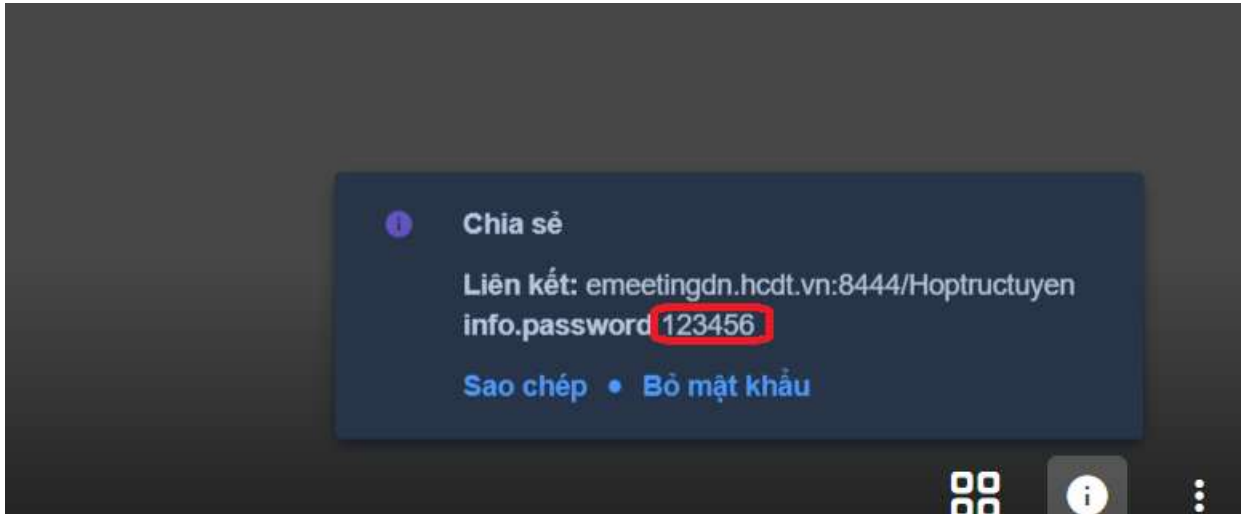 Chia sẻ
Liên kết: emeetingdn.hcdt.vn:8444/Hoptructuyen
info.password 123456
Sao chép • Bỏ mật khẩu